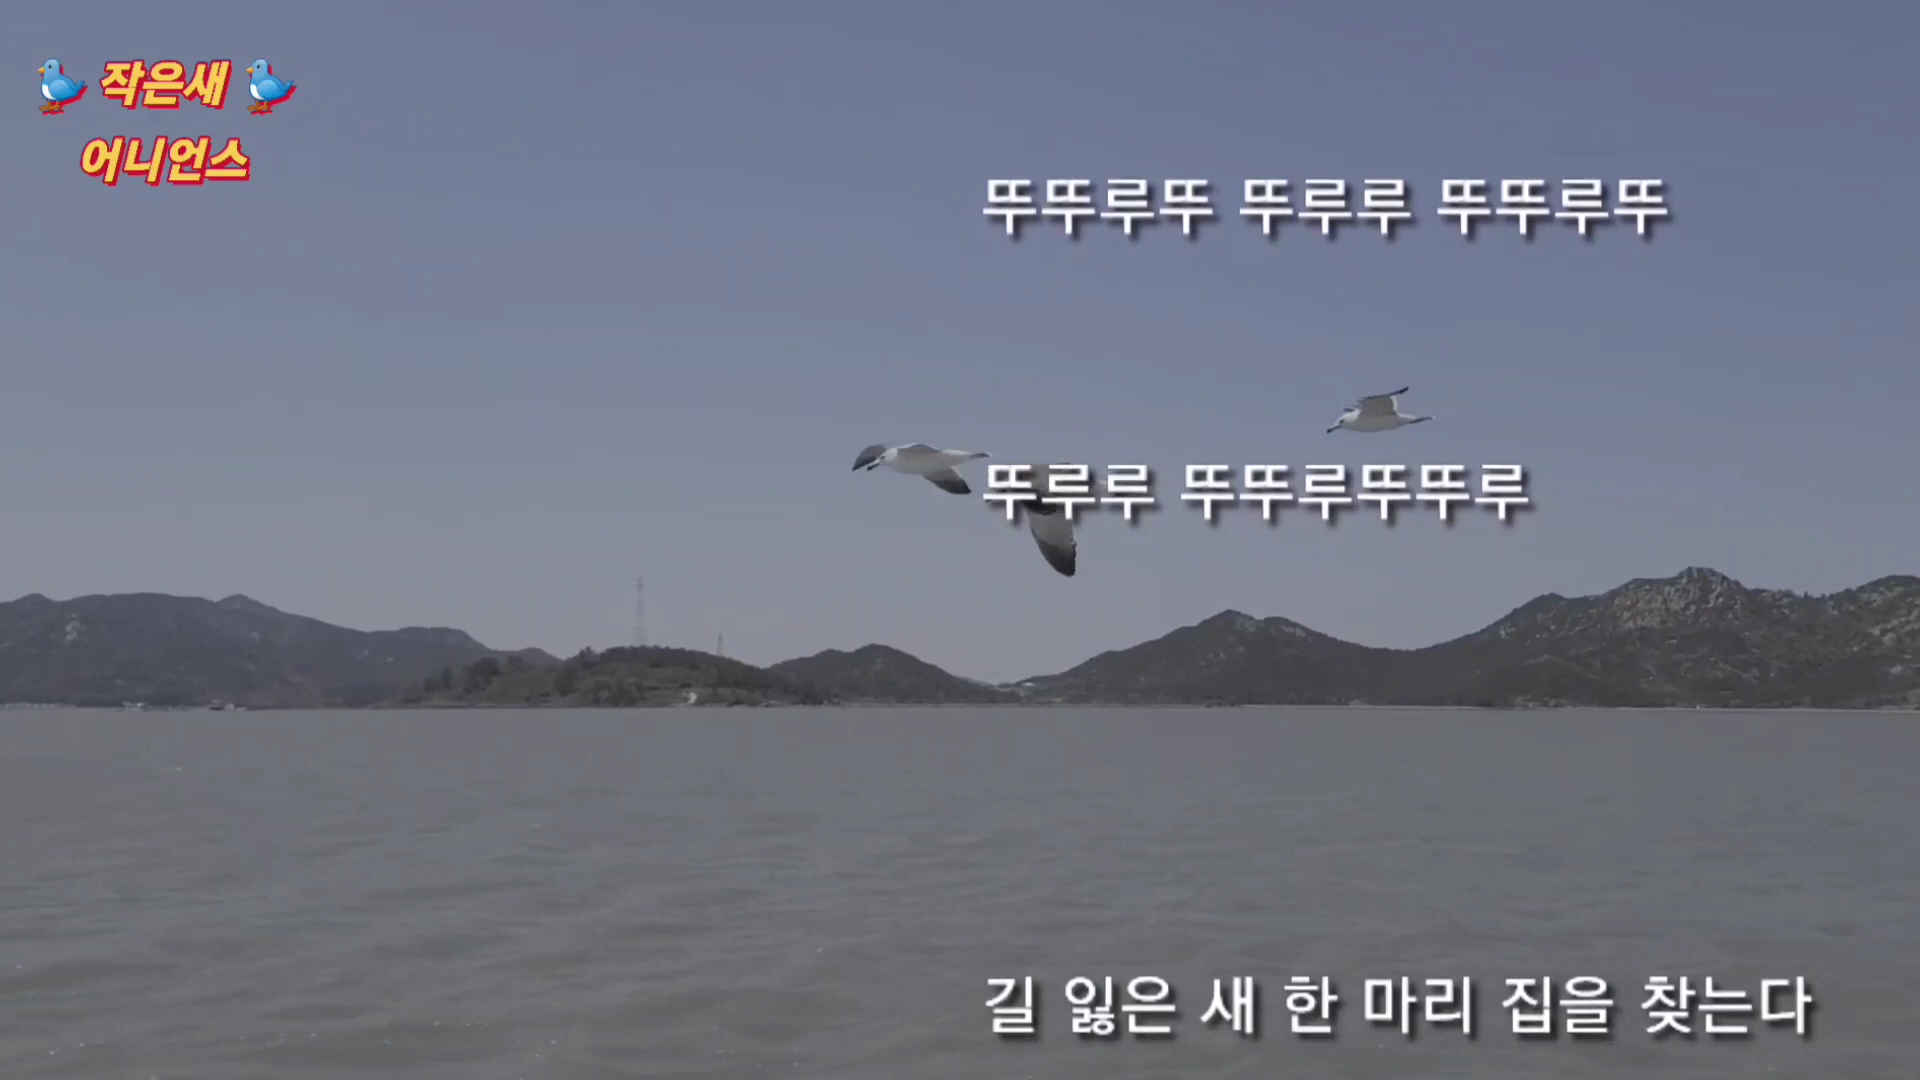 작은새
어니언스
뚜뚜루뚜 뚜루루 뚜뚜루뚜
뚜루루 뚜뚜루뚜뚜루
길 잃은 새 한 마리 집을 찾는다